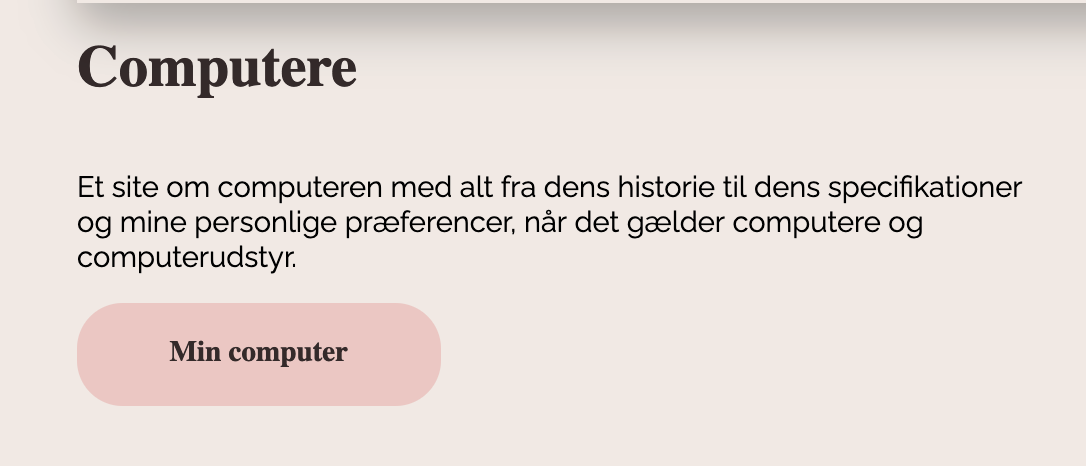 Computere
Et site om computeren med alt fra dens historie til dens specifikationer
og mine personlige præferencer, når det gælder computere og
computerudstyr.
Min computer